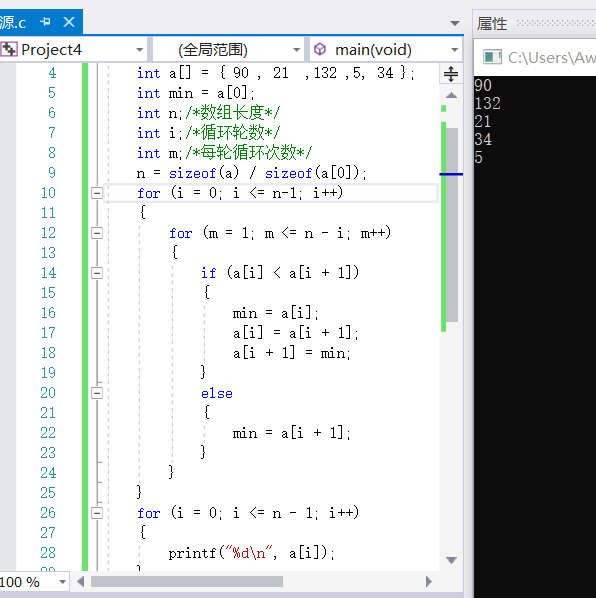 源.c
属性
Project4
(全局范围)
main(void)
C:\Users\Aw
4 int a[] = { 90 , 21 ,132 ,5, 34 };
5 int min = a[0];
6 int n;/*数组长度*/
7 int i;/*循环轮数*/
8 int m;/*每轮循环次数*/
9 n = sizeof(a) / sizeof(a[0]);
10 for (i = 0; i <= n-1; i++)
11 {
12 for (m = 1; m <= n - i; m++)
13 {
14 if (a[i] < a[i + 1])
15 {
16 min = a[i];
17 a[i] = a[i + 1];
18 a[i + 1] = min;
19 }
20 else
21 {
22 min = a[i + 1];
23 }
24 }
25 }
26 for (i = 0; i <= n - 1; i++)
27 {
28 printf("%d\n", a[i]);
100 %
90
132
21
34
5